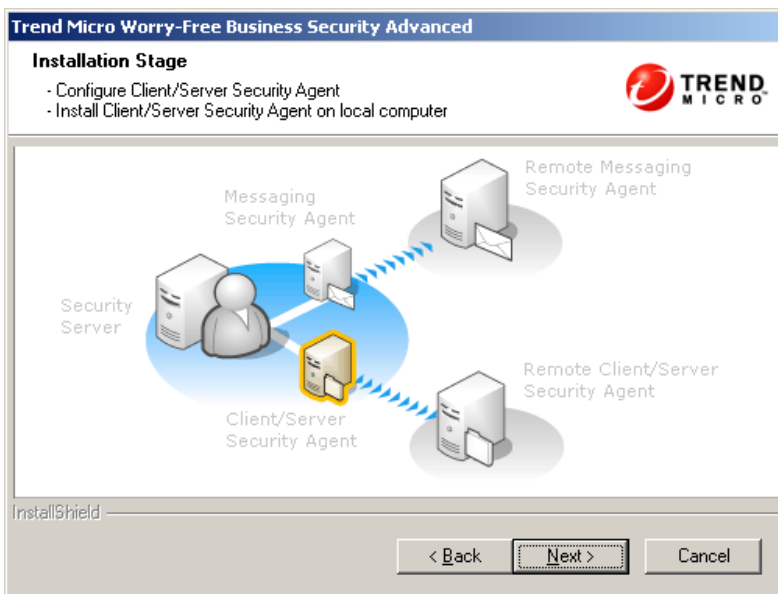 Trend Micro Worry-Free Business Security Advanced
Installation Stage
- Configure Client/Server Security Agent
- Install Client/Server Security Agent on local computer
TREND
MICRO
Remote Messaging
Security Agent
Messaging
Security Agent
Security
Server
Remote Client/Server
Security Agent
Client/Server
Security Agent
InstallShield
< Back
Next >
Cancel